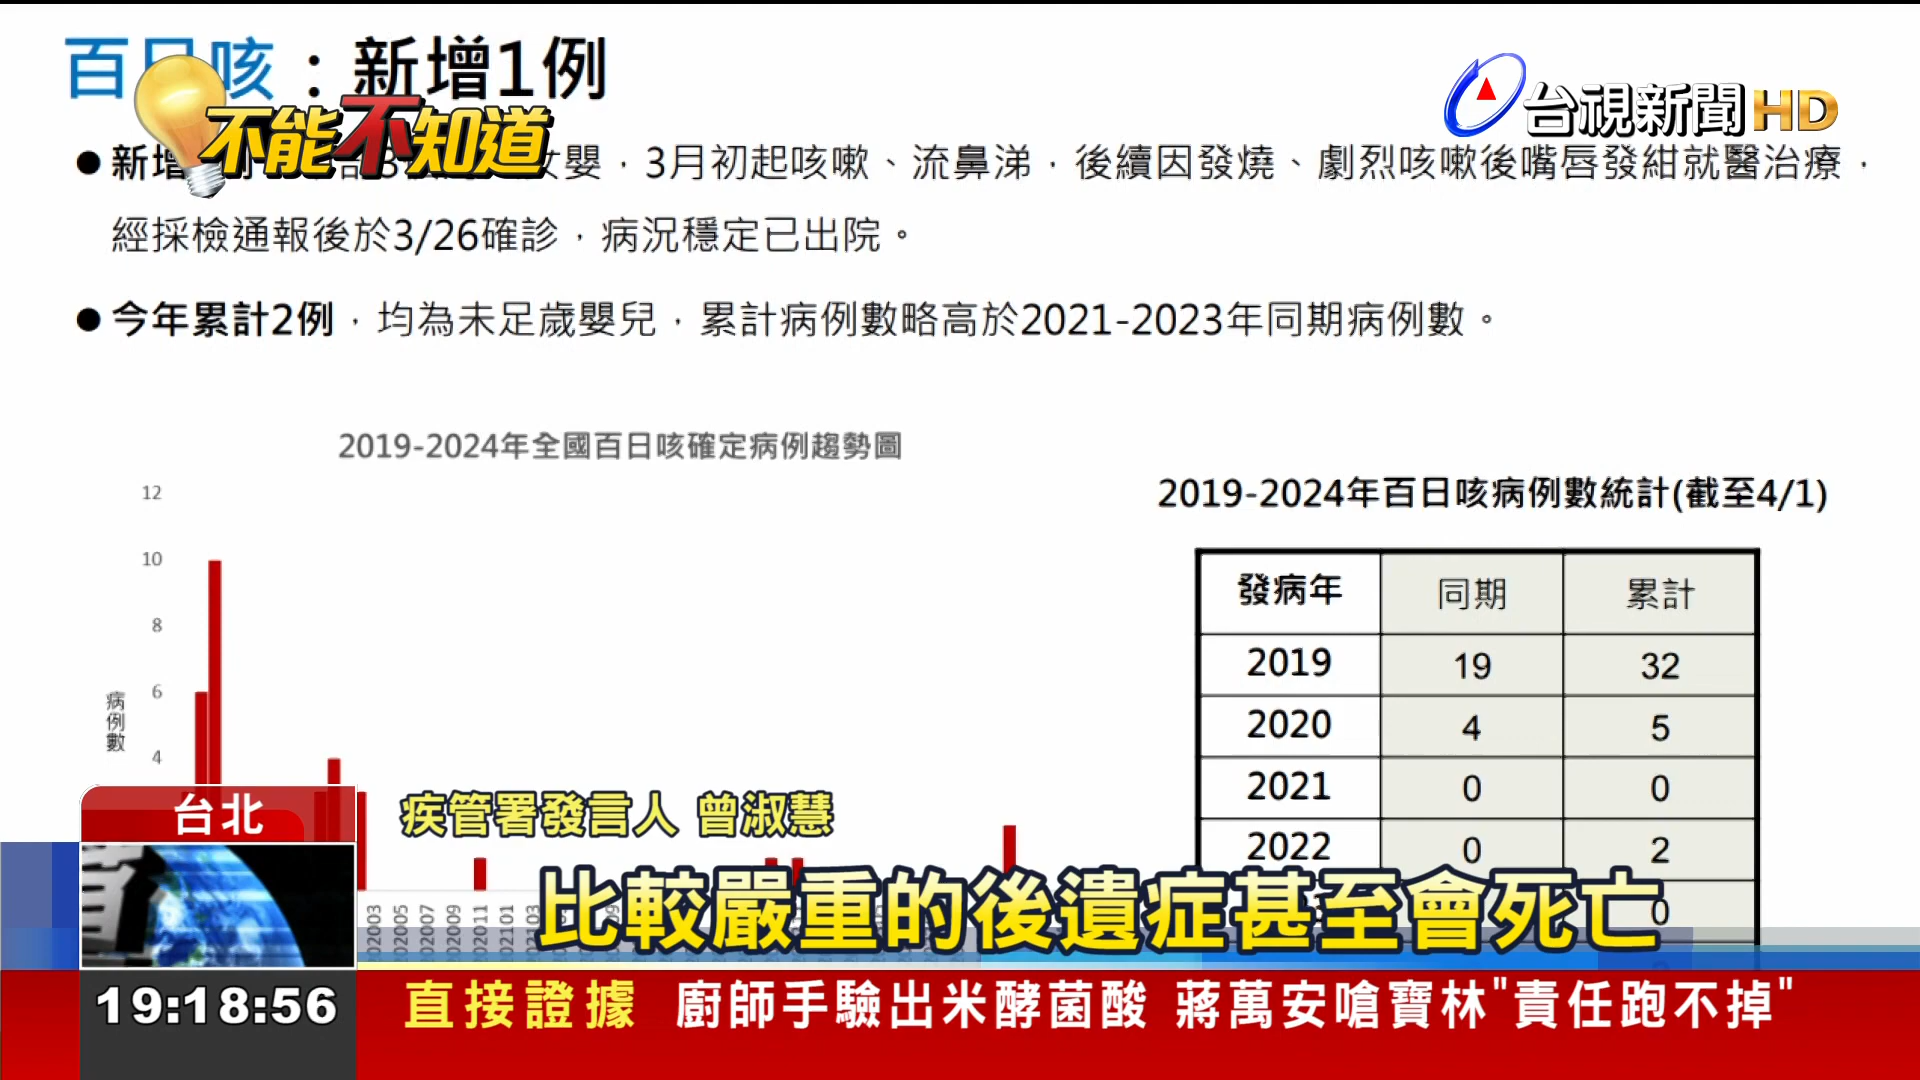 百日咳：新增1例
不能不知道
台視新聞HD
新增 女嬰，3月初起咳嗽、流鼻涕，後續因發燒、劇烈咳嗽後嘴唇發紺就醫治療，
經採檢通報後於3/26確診，病況穩定已出院。
今年累計2例，均為未足歲嬰兒，累計病例數略高於2021-2023年同期病例數。
2019-2024年全國百日咳確定病例趨勢圖
12
10
8
6
4
病例數
2019-2024年百日咳病例數統計(截至4/1)
發病年 同期 累計
2019 19 32
2020 4 5
2021 0 0
2022 0 2
0
台北
疾管署發言人 曾淑慧
比較嚴重的後遺症甚至會死亡
19:18:56
直接證據 廚師手驗出米酵菌酸 蔣萬安嗆寶林"責任跑不掉"